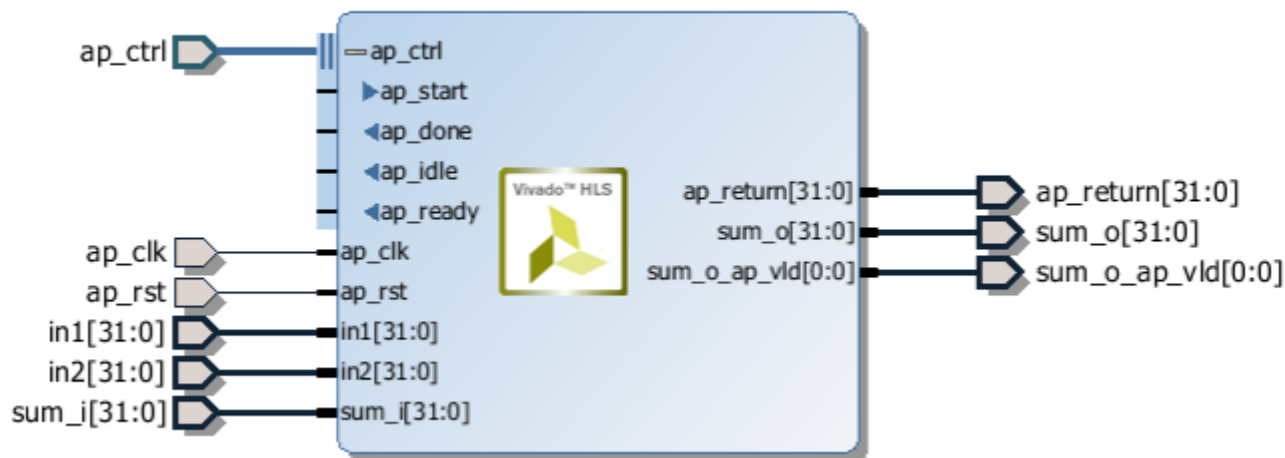 ap_ctrl
ap_ctrl
ap_start
ap_done
ap_idle
ap_ready
ap_clk
ap_clk
ap_rst
ap_rst
in1[31:0]
in1[31:0]
in2[31:0]
in2[31:0]
sum_i[31:0]
sum_i[31:0]
Vivado™ HLS
ap_return[31:0]
ap_return[31:0]
sum_o[31:0]
sum_o[31:0]
sum_o_ap_vld[0:0]
sum_o_ap_vld[0:0]